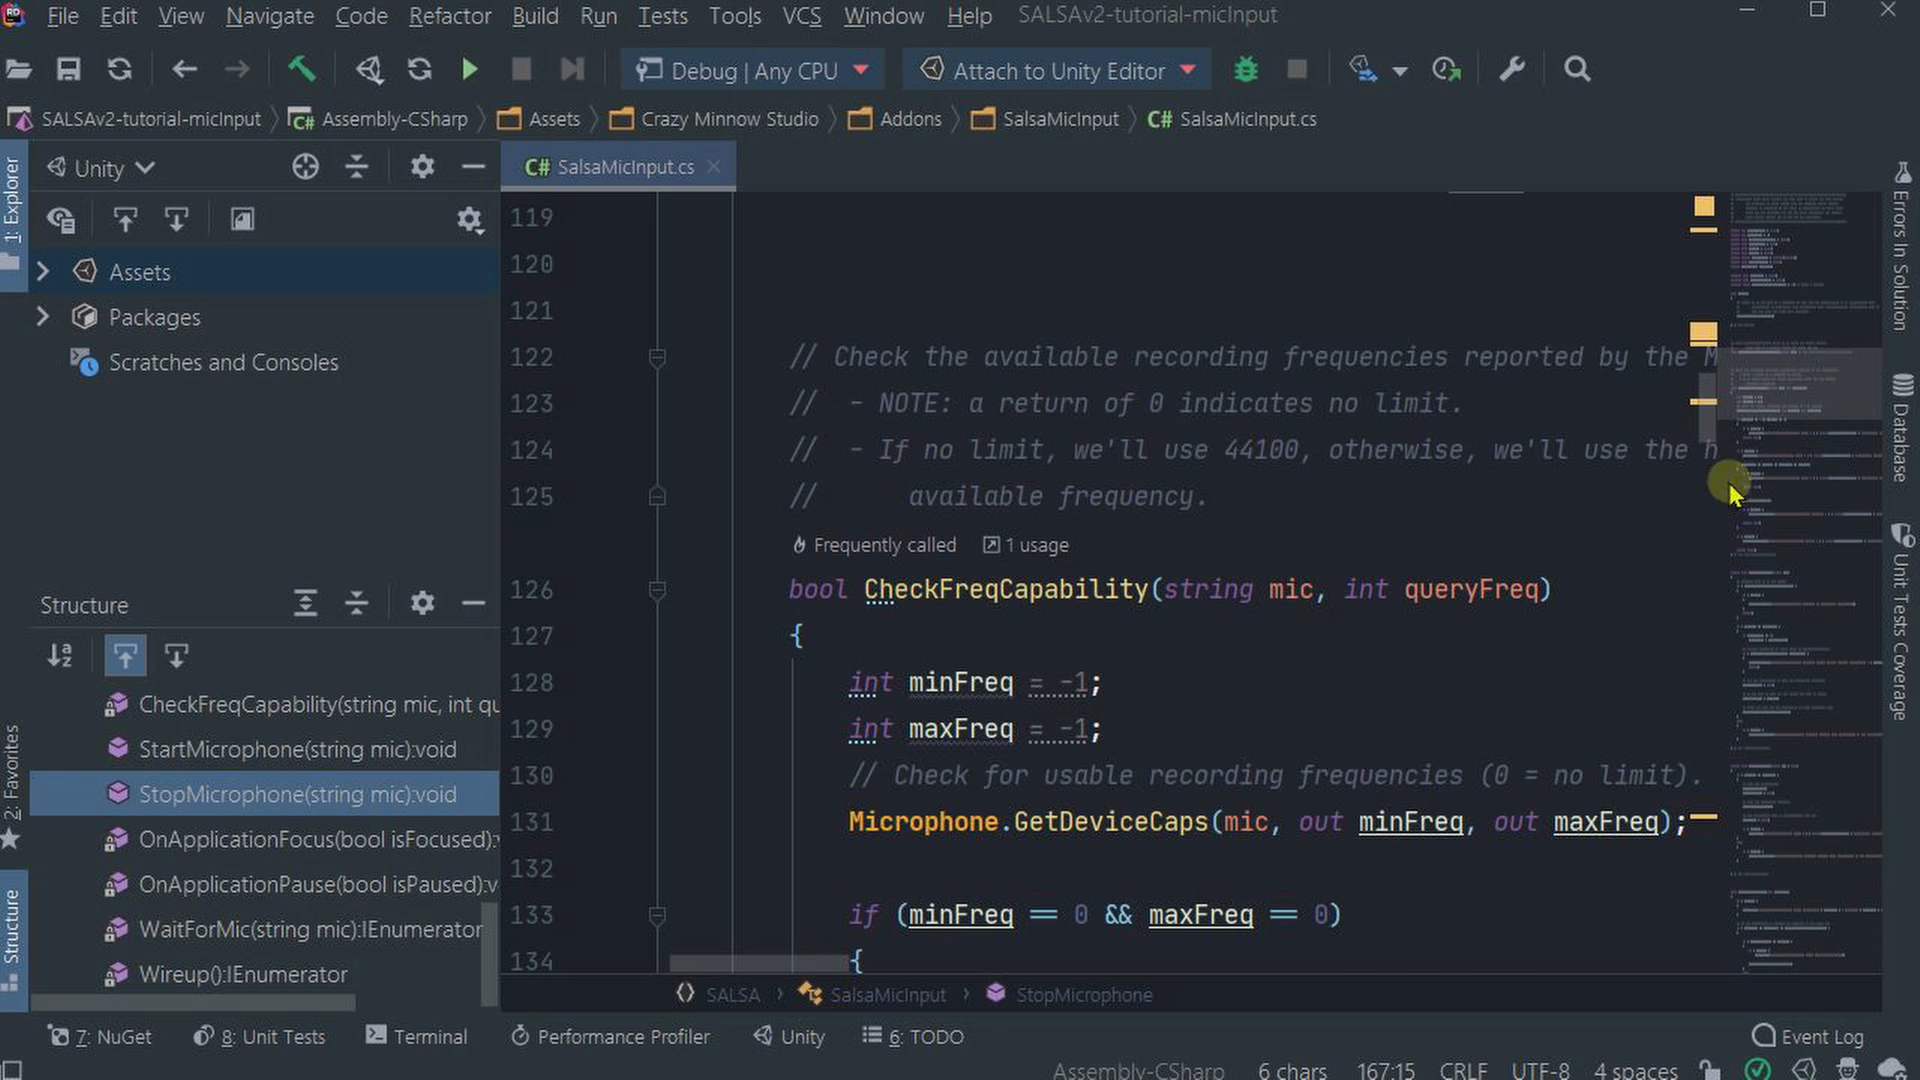 File Edit View Navigate Code Refactor Build Run Tests Tools VCS Window Help SALSAv2-tutorial-micInput
Debug | Any CPU Attach to Unity Editor
SALSAv2-tutorial-micInput Assembly-CSharp Assets Crazy Minnow Studio Addons SalsaMicInput C# SalsaMicInput.cs
1: Explorer
Unity
C# SalsaMicInput.cs
Assets
Packages
Scratches and Consoles
119
120
121
122 // Check the available recording frequencies reported by the M
123 // - NOTE: a return of 0 indicates no limit.
124 // - If no limit, we'll use 44100, otherwise, we'll use the h
125 // available frequency.
Frequently called 1 usage
126 bool CheckFreqCapability(string mic, int queryFreq)
127 {
128 int minFreq = -1;
129 int maxFreq = -1;
130 // Check for usable recording frequencies (0 = no limit).
131 Microphone.GetDeviceCaps(mic, out minFreq, out maxFreq);
132
133 if (minFreq == 0 && maxFreq == 0)
134 {
Structure
CheckFreqCapability(string mic, int qu
StartMicrophone(string mic):void
StopMicrophone(string mic):void
OnApplicationFocus(bool isFocused):v
OnApplicationPause(bool isPaused):v
WaitForMic(string mic):IEnumerator
Wireup():IEnumerator
2: Favorites
Structure
Errors In Solution
Database
Unit Tests Coverage
SALSA SalsaMicInput StopMicrophone
7: NuGet 8: Unit Tests Terminal Performance Profiler Unity 6: TODO Event Log
Assembly-CSharp 6 chars 167:15 CRLF UTF-8 4 spaces